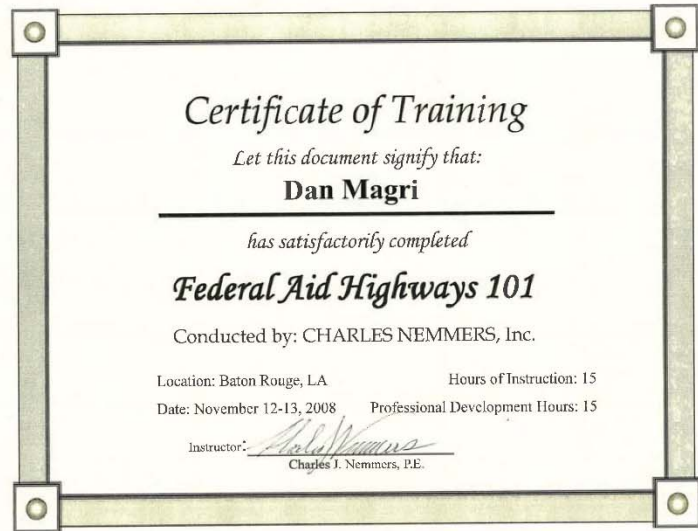 Certificate of Training
Let this document signify that:
Dan Magri
has satisfactorily completed
Federal Aid Highways 101
Conducted by: CHARLES NEMMERS, Inc.
Location: Baton Rouge, LA Hours of Instruction: 15
Date: November 12-13, 2008 Professional Development Hours: 15
Instructor: Charles J Nemmers
Charles J. Nemmers, P.E.